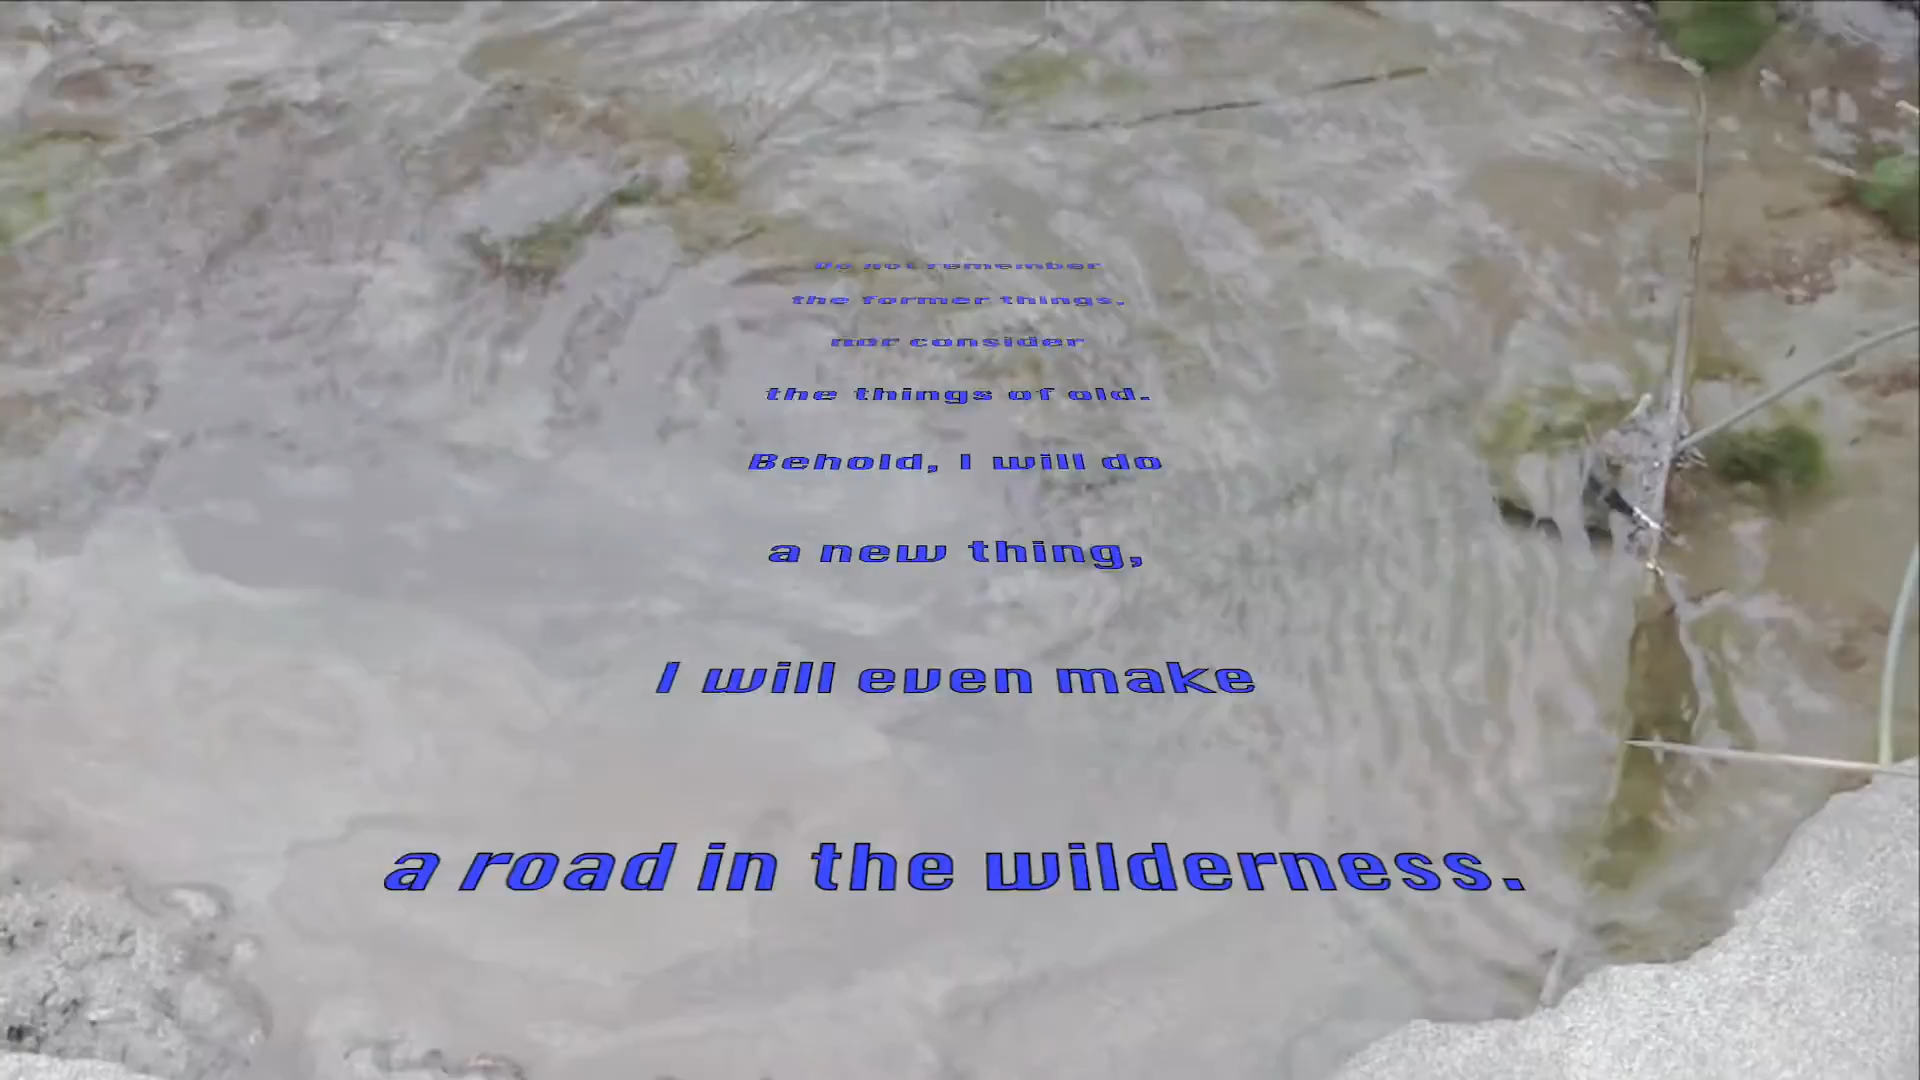 Do not remember
the former things,
nor consider
the things of old.
Behold, I will do
a new thing,
I will even make
a road in the wilderness.